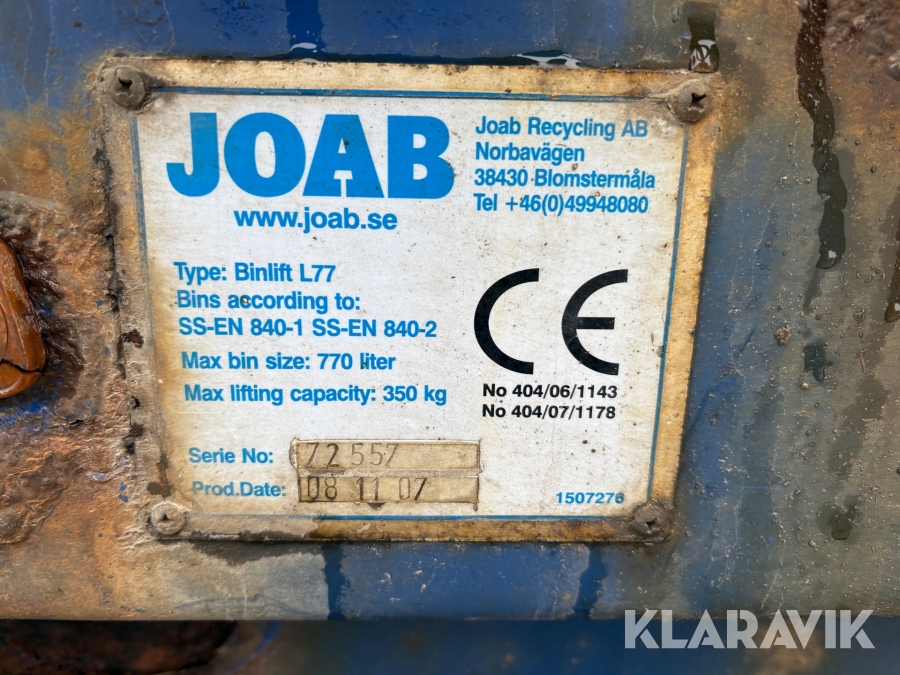 JOAB
www.joab.se
Joab Recycling AB
Norbavägen
38430 Blomstermåla
Tel +46(0)49948080
Type: Binlift L77
Bins according to:
SS-EN 840-1 SS-EN 840-2
Max bin size: 770 liter
Max lifting capacity: 350 kg
CE
No 404/06/1143
No 404/07/1178
Serie No: 72 557
Prod.Date: 08 11 07
1507276
KLARAVIK